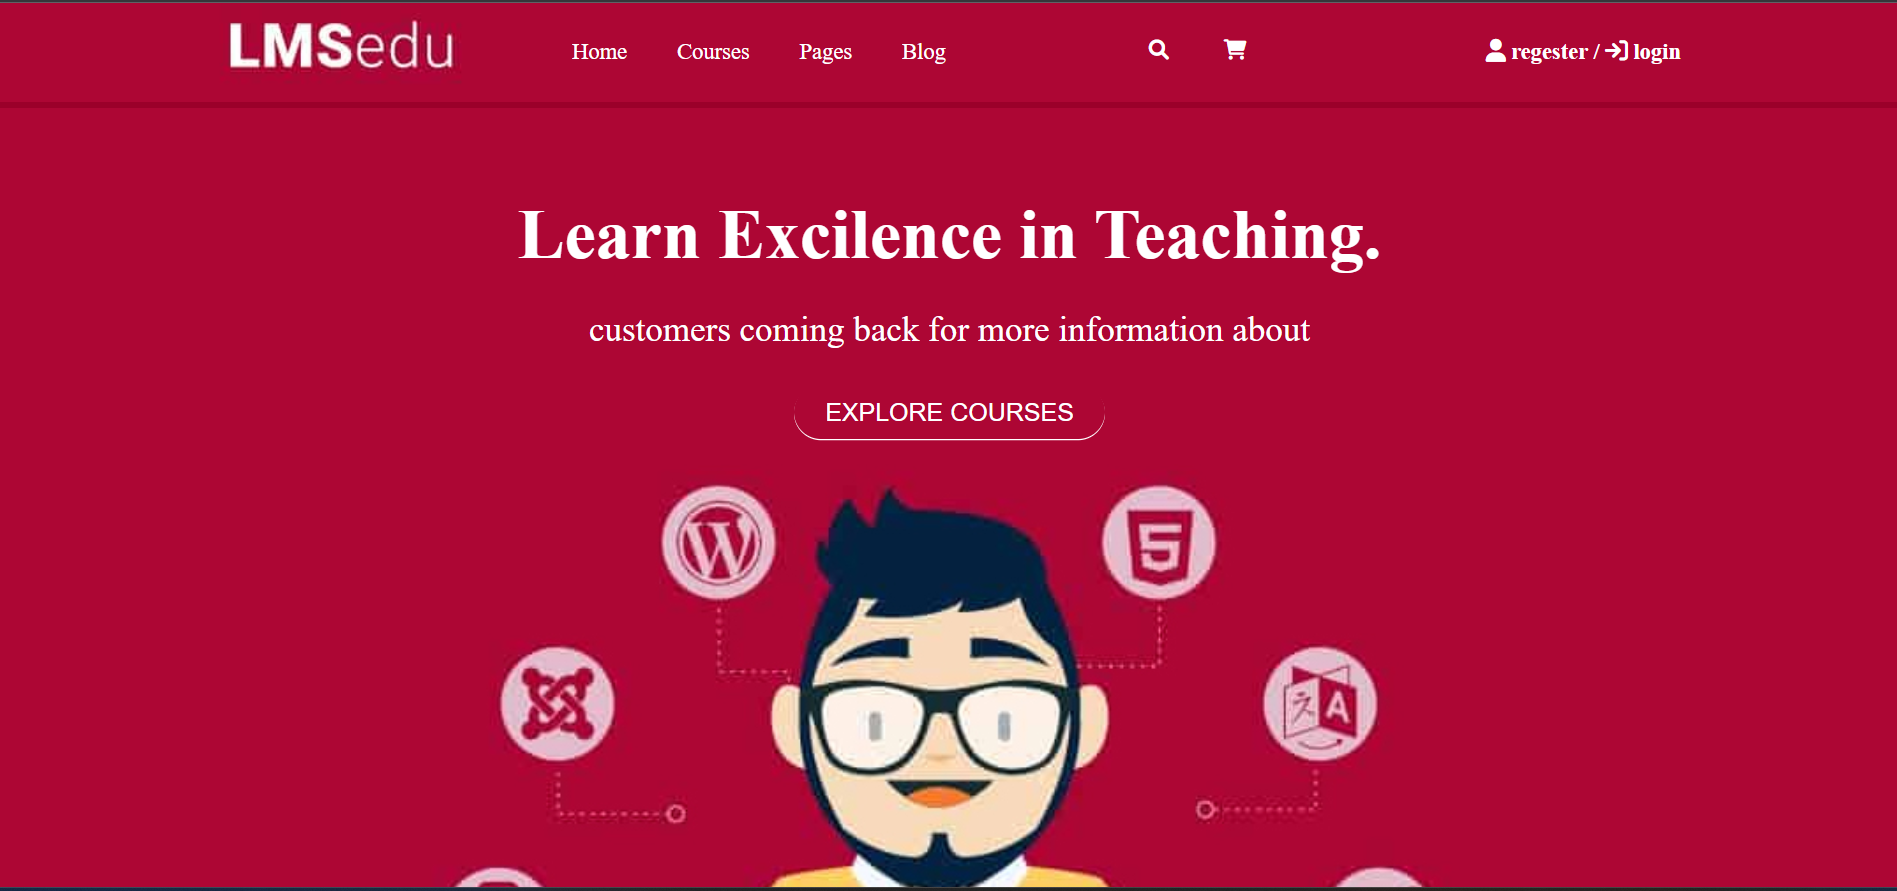 LMSedu
Home Courses Pages Blog
regester / login
Learn Excilence in Teaching.
customers coming back for more information about
EXPLORE COURSES
W
5
A